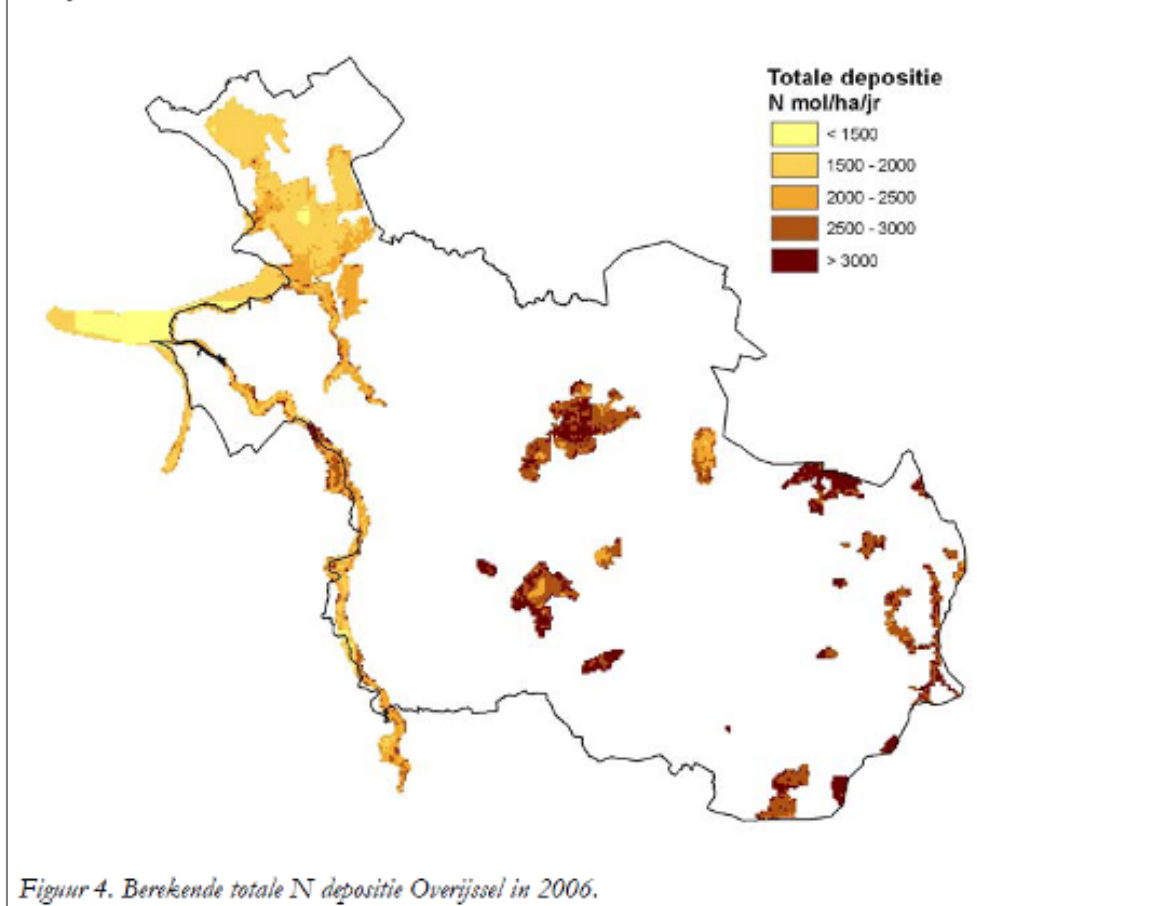 Totale depositie
N mol/ha/jr
< 1500
1500 - 2000
2000 - 2500
2500 - 3000
> 3000
Figuur 4. Berekende totale N depositie Overijssel in 2006.